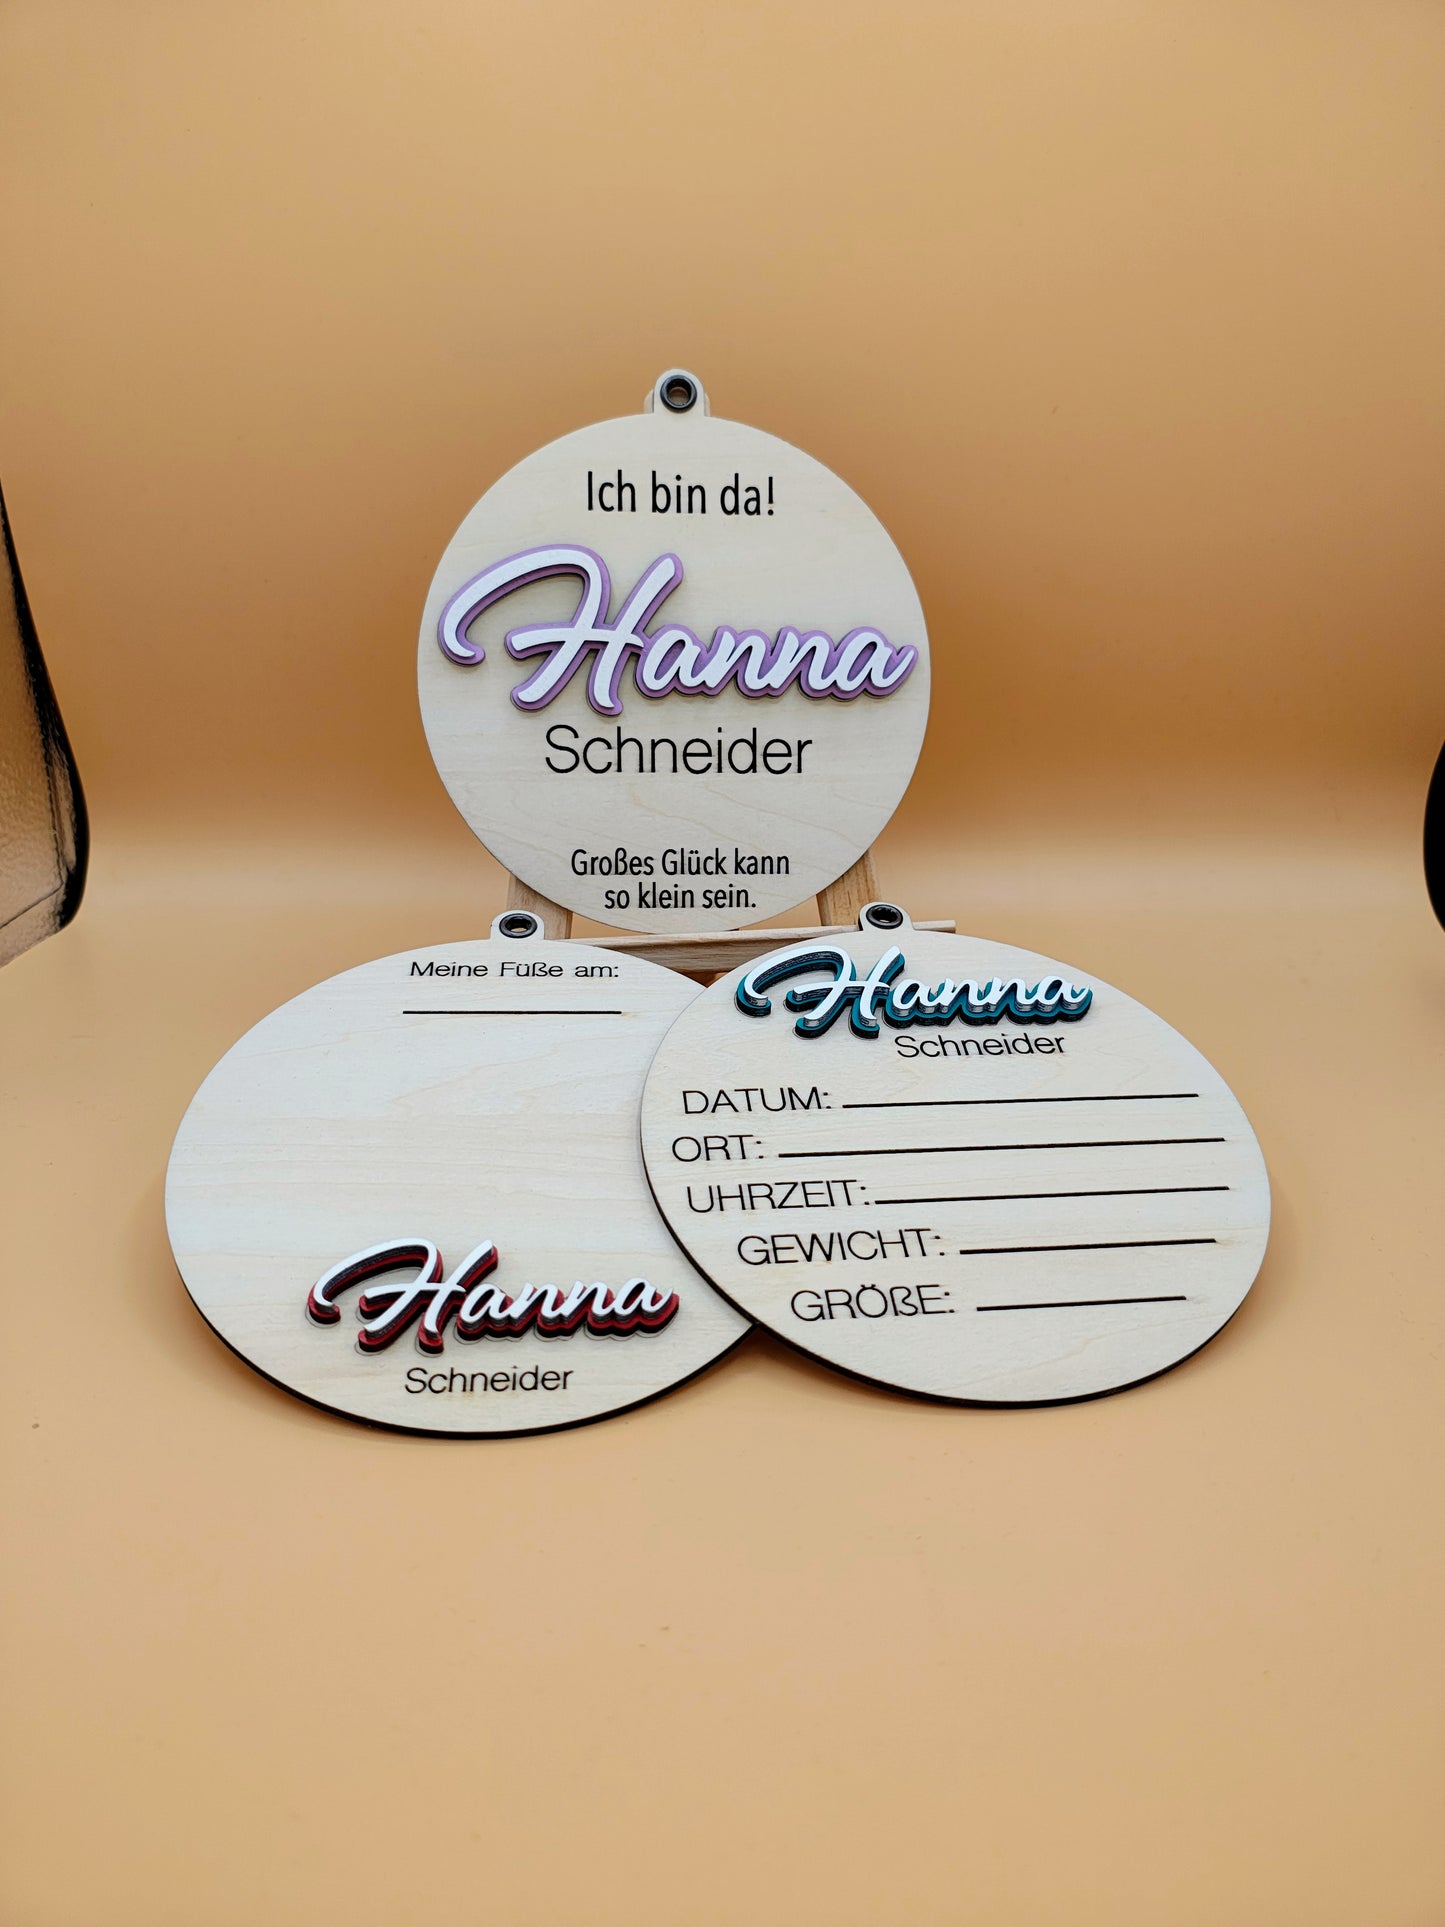 Ich bin da!
Hanna
Schneider
Großes Glück kann
so klein sein.
Meine Füße am:
Hanna
Schneider
Hanna
Schneider
DATUM:
ORT:
UHRZEIT:
GEWICHT:
GRÖßE: